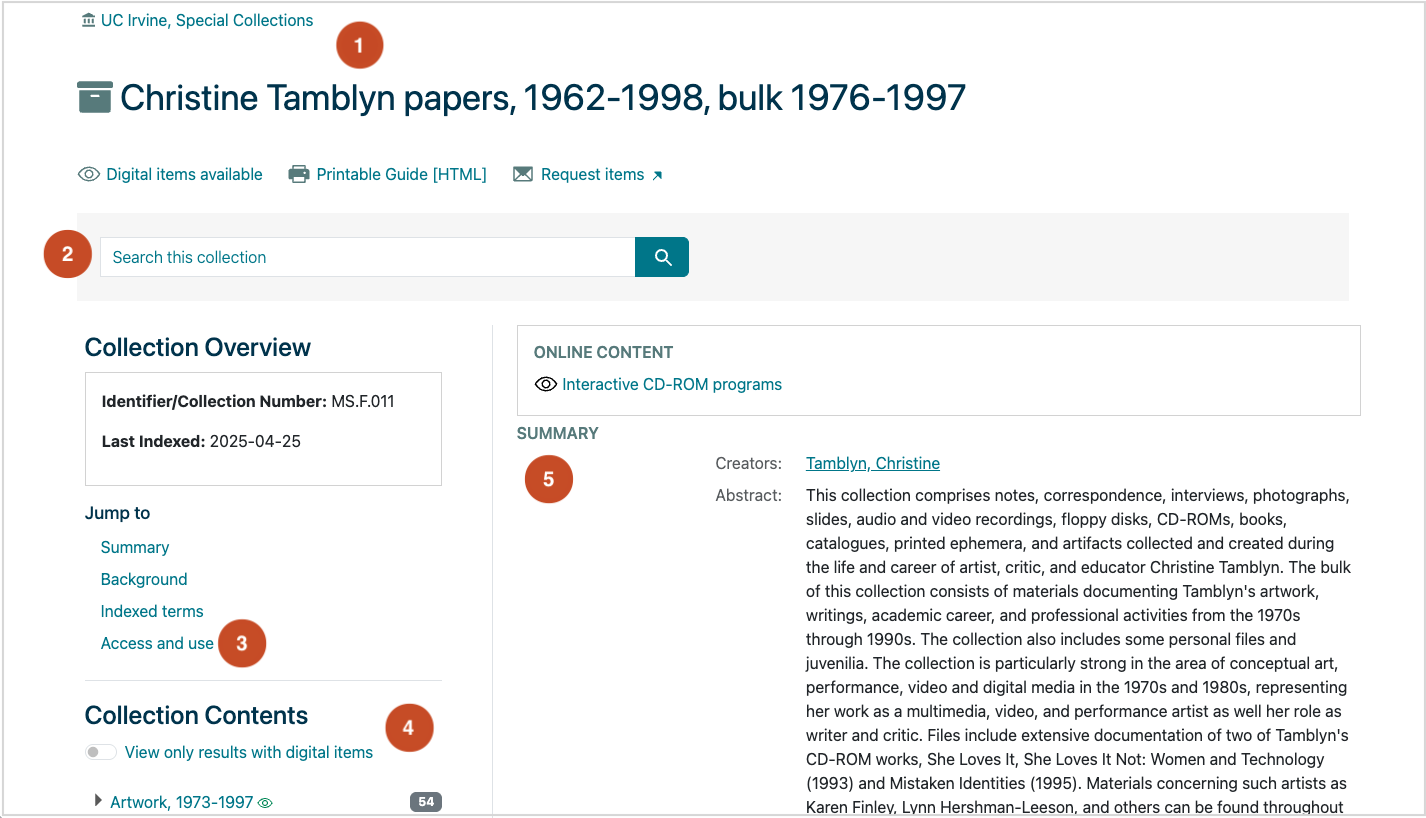 UC Irvine, Special Collections
1
Christine Tamblyn papers, 1962-1998, bulk 1976-1997
Digital items available Printable Guide [HTML] Request items
2
Search this collection
Collection Overview
Identifier/Collection Number: MS.F.011
Last Indexed: 2025-04-25
Jump to
Summary
Background
Indexed terms
Access and use
3
Collection Contents
4
View only results with digital items
Artwork, 1973-1997
54
ONLINE CONTENT
Interactive CD-ROM programs
SUMMARY
5
Creators: Tamblyn, Christine
Abstract: This collection comprises notes, correspondence, interviews, photographs,
slides, audio and video recordings, floppy disks, CD-ROMs, books,
catalogues, printed ephemera, and artifacts collected and created during
the life and career of artist, critic, and educator Christine Tamblyn. The bulk
of this collection consists of materials documenting Tamblyn's artwork,
writings, academic career, and professional activities from the 1970s
through 1990s. The collection also includes some personal files and
juvenilia. The collection is particularly strong in the area of conceptual art,
performance, video and digital media in the 1970s and 1980s, representing
her work as a multimedia, video, and performance artist as well her role as
writer and critic. Files include extensive documentation of two of Tamblyn's
CD-ROM works, She Loves It, She Loves It Not: Women and Technology
(1993) and Mistaken Identities (1995). Materials concerning such artists as
Karen Finley, Lynn Hershman-Leeson, and others can be found throughout